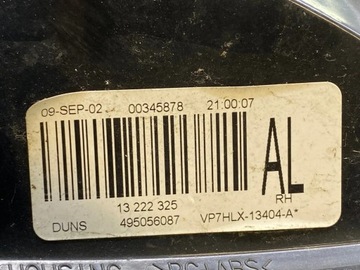 09-SEP-02 00345878 21:00:07
AL
RH
13 222 325
DUNS 495056087 VP7HLX-13404-A*